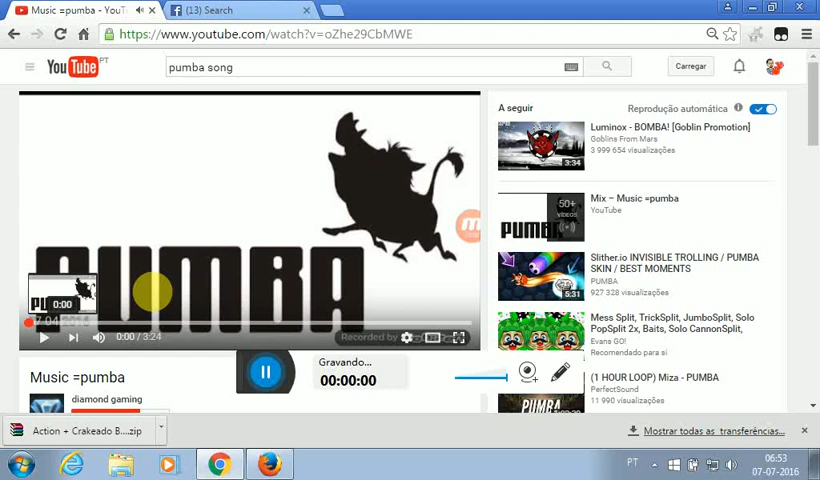 Music =pumba - YouT
(13) Search
https://www.youtube.com/watch?v=oZhe29CbMWE
YouTube PT
pumba song
Carregar
PUMBA
0:00
0:00 / 3:24
Recorded by
A seguir
Reprodução automática
Luminox - BOMBA! [Goblin Promotion]
Goblins From Mars
3 999 654 visualizações
3:34
50+
VÍDEOS
Mix – Music =pumba
YouTube
Slither.io INVISIBLE TROLLING / PUMBA
SKIN / BEST MOMENTS
PUMBA
927 328 visualizações
5:31
Mess Split, TrickSplit, JumboSplit, Solo
PopSplit 2x, Baits, Solo CannonSplit,
Evans GO!
Recomendado para si
(1 HOUR LOOP) Miza - PUMBA
PerfectSound
11 990 visualizações
Gravando...
00:00:00
Music =pumba
diamond gaming
Action + Crakeado B....zip
Mostrar todas as transferências...
PT
06:53
07-07-2016